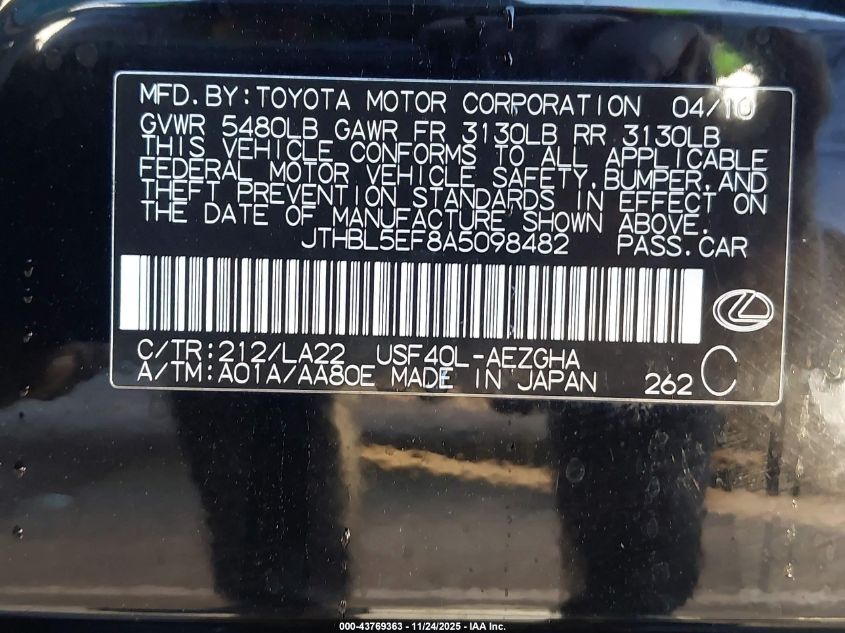 MFD.BY:TOYOTA MOTOR CORPORATION 04/10
GVWR 5480LB GAWR FR 3130LB RR 3130LB
THIS VEHICLE CONFORMS TO ALL APPLICABLE
FEDERAL MOTOR VEHICLE SAFETY,BUMPER,AND
THEFT PREVENTION STANDARDS IN EFFECT ON
THE DATE OF MANUFACTURE SHOWN ABOVE.
JTHBL5EF8A5098482 PASS.CAR
C/TR:212/LA22 USF40L-AEZGHA
A/TM:A01A/AA80E MADE IN JAPAN 262 C
000-43769363 - 11/24/2025 - IAA Inc.